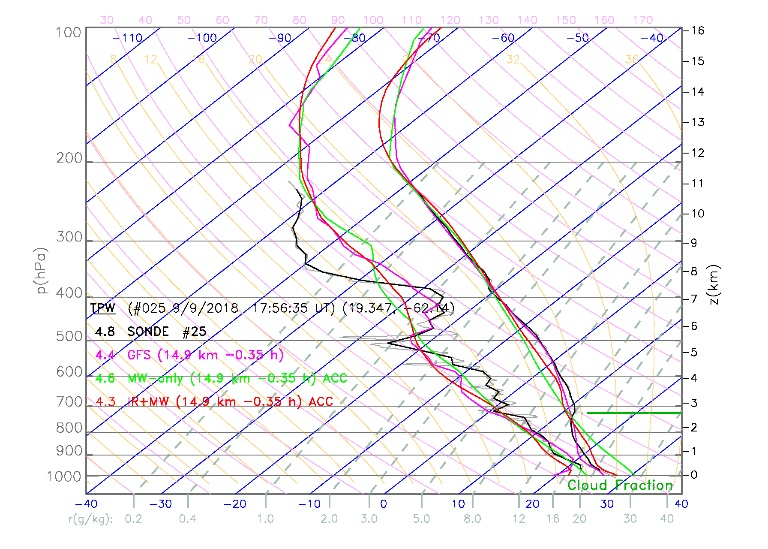 30 40 50 60 70 80 90 100 110 120 130 140 150 160 170
100 −110 −100 −90 −80 −70 −60 −50 −40 16
8 12 20 32 36 15
14
13
200 12
11
10
300 9
p(hPa) 8 z(km)
400 7
TPW (#025 9/9/2018 17:56:35 UT) (19.347, −62.14)
500 4.8 SONDE #25 6
4.4 GFS (14.9 km −0.35 h) 5
600 4.6 MW−only (14.9 km −0.35 h) ACC 4
700 4.3 IR+MW (14.9 km −0.35 h) ACC 3
800 2
900 1
1000 0
Cloud Fraction
−40 −30 −20 −10 0 10 20 30 40
r(g/kg): 0.2 0.4 1.0 2.0 3.0 5.0 8.0 12 16 20 30 40